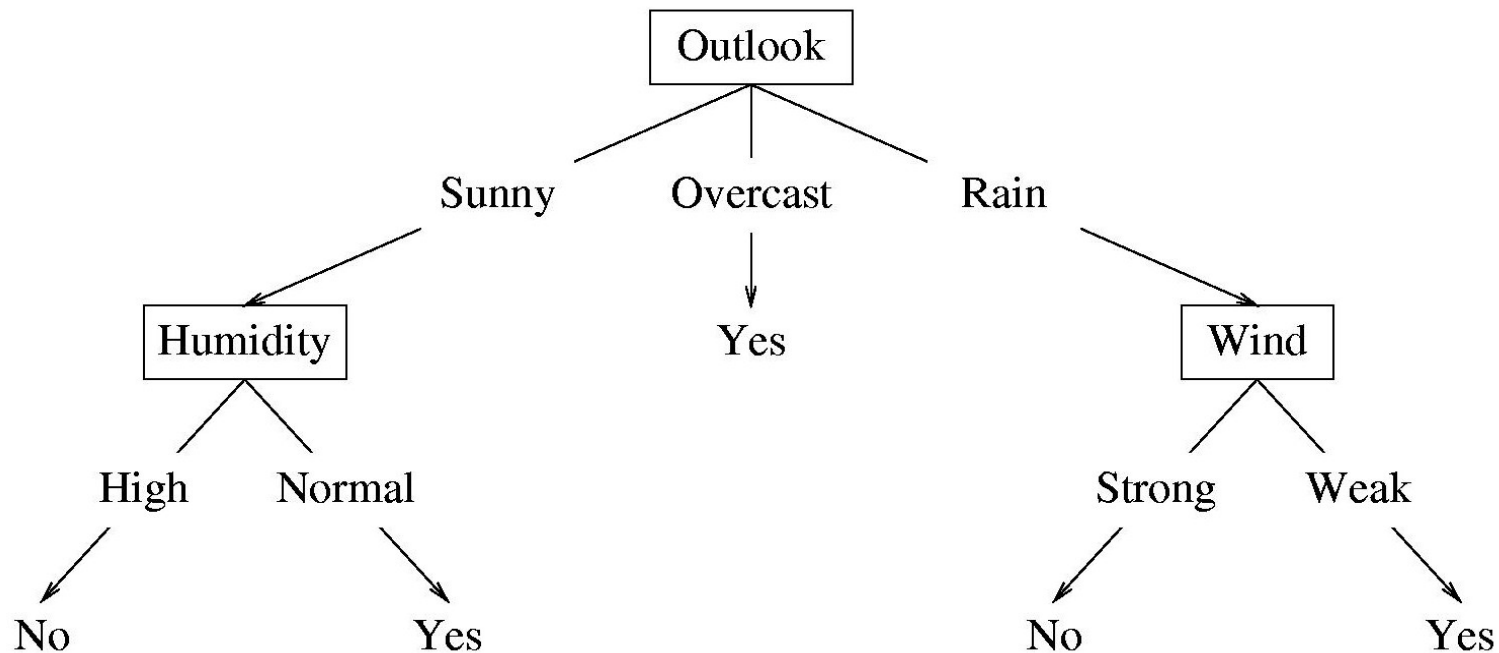 Outlook
Sunny Overcast Rain
Humidity Yes Wind
High Normal Strong Weak
No Yes No Yes